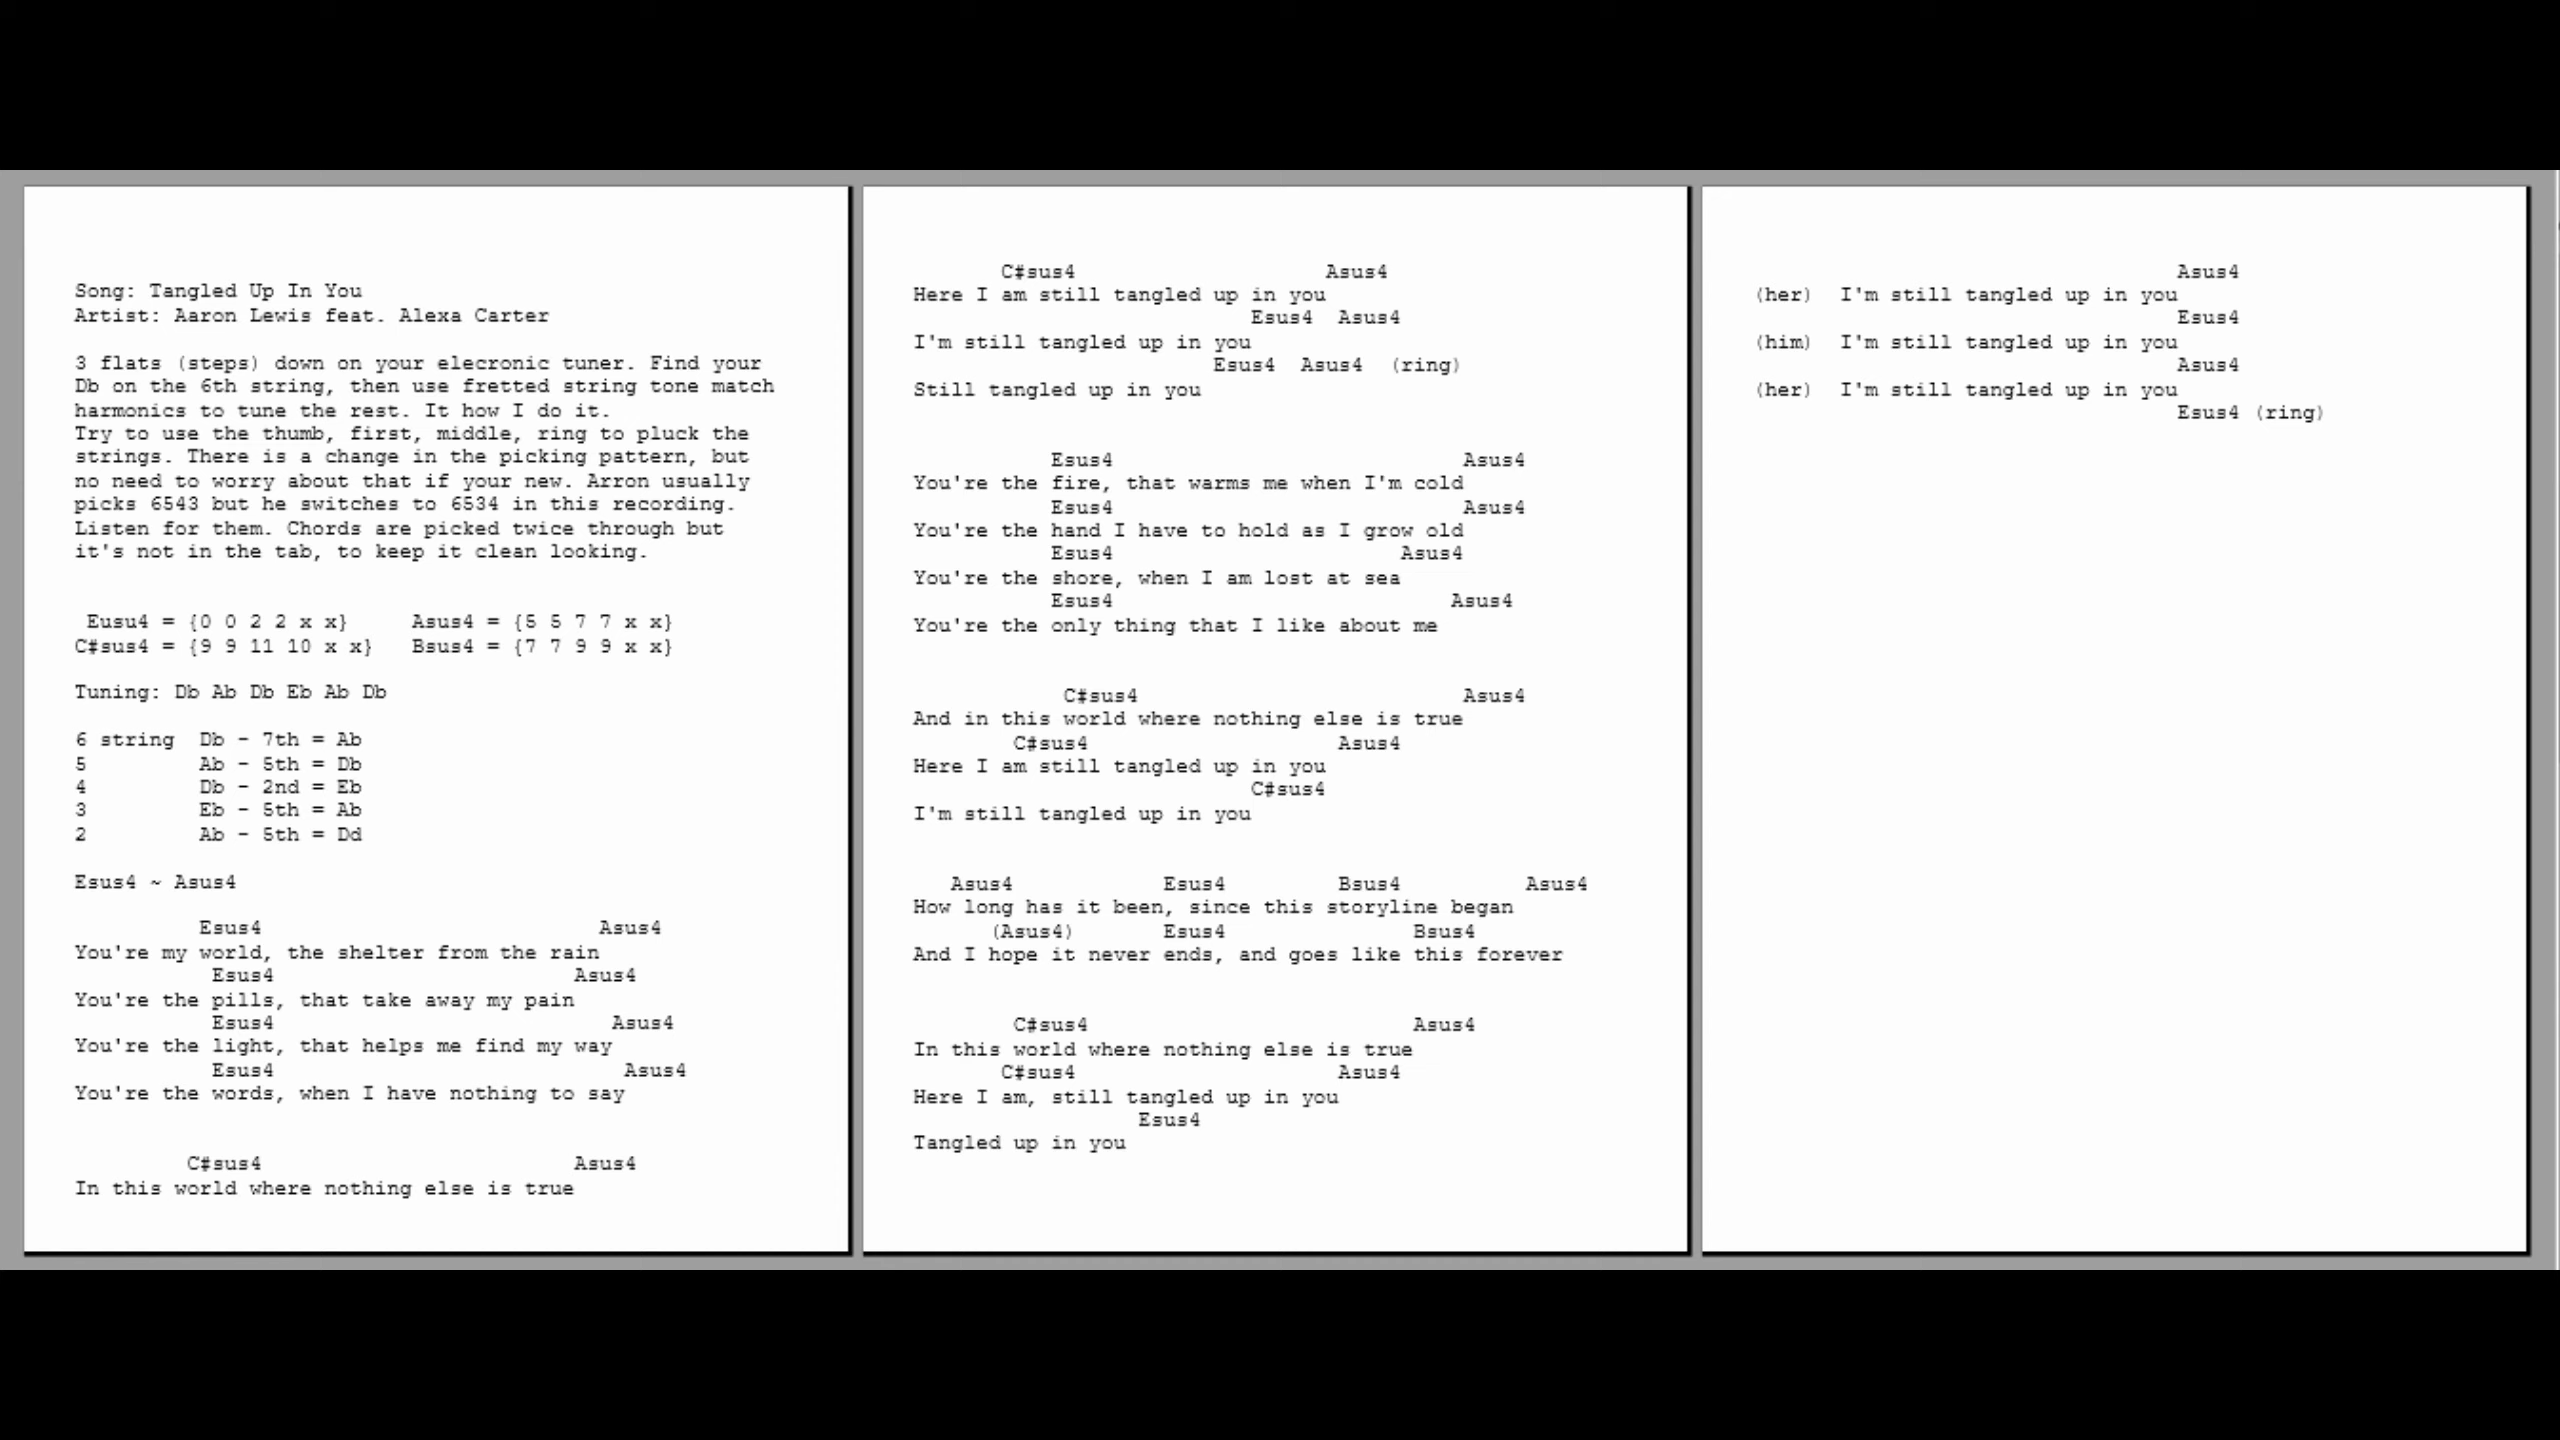 Song: Tangled Up In You
Artist: Aaron Lewis feat. Alexa Carter
3 flats (steps) down on your elecronic tuner. Find your
Db on the 6th string, then use fretted string tone match
harmonics to tune the rest. It how I do it.
Try to use the thumb, first, middle, ring to pluck the
strings. There is a change in the picking pattern, but
no need to worry about that if your new. Arron usually
picks 6543 but he switches to 6534 in this recording.
Listen for them. Chords are picked twice through but
it's not in the tab, to keep it clean looking.
Eusu4 = {0 0 2 2 x x} Asus4 = {5 5 7 7 x x}
C#sus4 = {9 9 11 10 x x} Bsus4 = {7 7 9 9 x x}
Tuning: Db Ab Db Eb Ab Db
6 string Db - 7th = Ab
5 Ab - 5th = Db
4 Db - 2nd = Eb
3 Eb - 5th = Ab
2 Ab - 5th = Dd
Esus4 ~ Asus4
Esus4 Asus4
You're my world, the shelter from the rain
Esus4 Asus4
You're the pills, that take away my pain
Esus4 Asus4
You're the light, that helps me find my way
Esus4 Asus4
You're the words, when I have nothing to say
C#sus4 Asus4
In this world where nothing else is true
C#sus4 Asus4
Here I am still tangled up in you
Esus4 Asus4
I'm still tangled up in you
Esus4 Asus4 (ring)
Still tangled up in you
Esus4 Asus4
You're the fire, that warms me when I'm cold
Esus4 Asus4
You're the hand I have to hold as I grow old
Esus4 Asus4
You're the shore, when I am lost at sea
Esus4 Asus4
You're the only thing that I like about me
C#sus4 Asus4
And in this world where nothing else is true
C#sus4 Asus4
Here I am still tangled up in you
C#sus4
I'm still tangled up in you
Asus4 Esus4 Bsus4 Asus4
How long has it been, since this storyline began
(Asus4) Esus4 Bsus4
And I hope it never ends, and goes like this forever
C#sus4 Asus4
In this world where nothing else is true
C#sus4 Asus4
Here I am, still tangled up in you
Esus4
Tangled up in you
Asus4
(her) I'm still tangled up in you
Esus4
(him) I'm still tangled up in you
Asus4
(her) I'm still tangled up in you
Esus4 (ring)